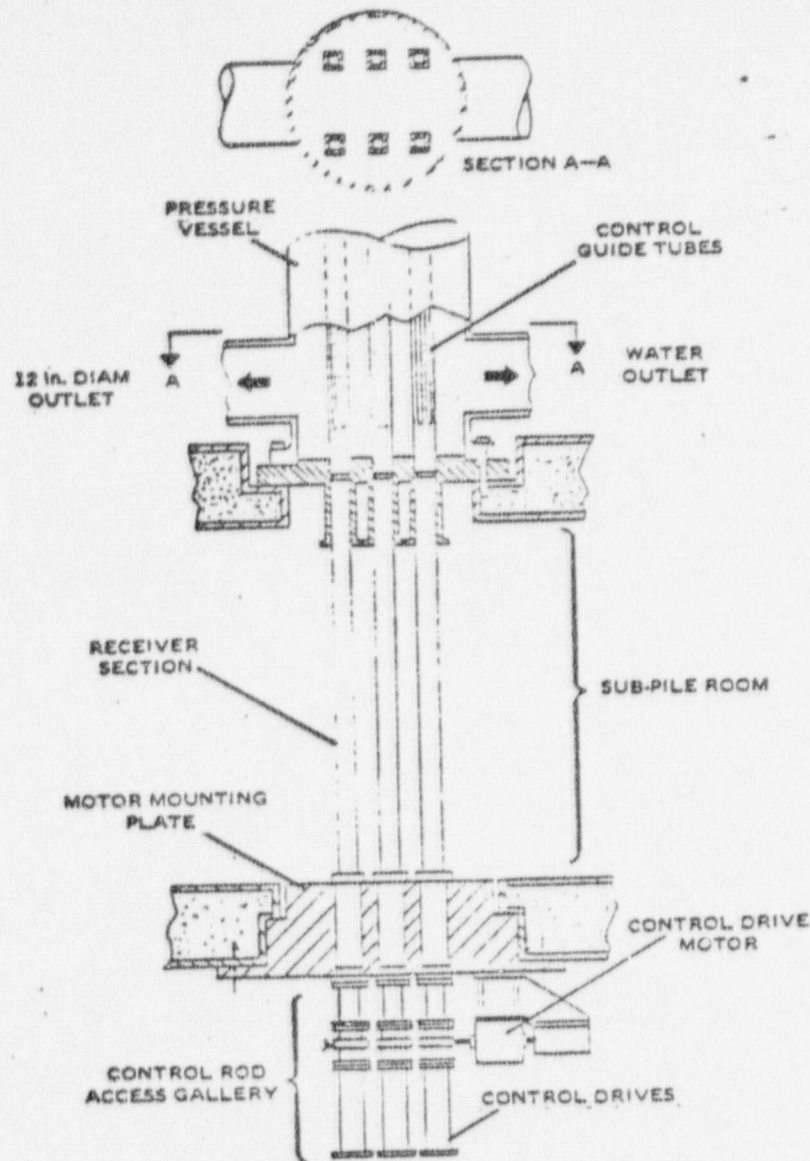 SECTION A-A
PRESSURE
VESSEL
CONTROL
GUIDE TUBES
A
A
12 in. DIAM
OUTLET
WATER
OUTLET
RECEIVER
SECTION
SUB-PILE ROOM
MOTOR MOUNTING
PLATE
CONTROL DRIVE
MOTOR
CONTROL ROD
ACCESS GALLERY
CONTROL DRIVES